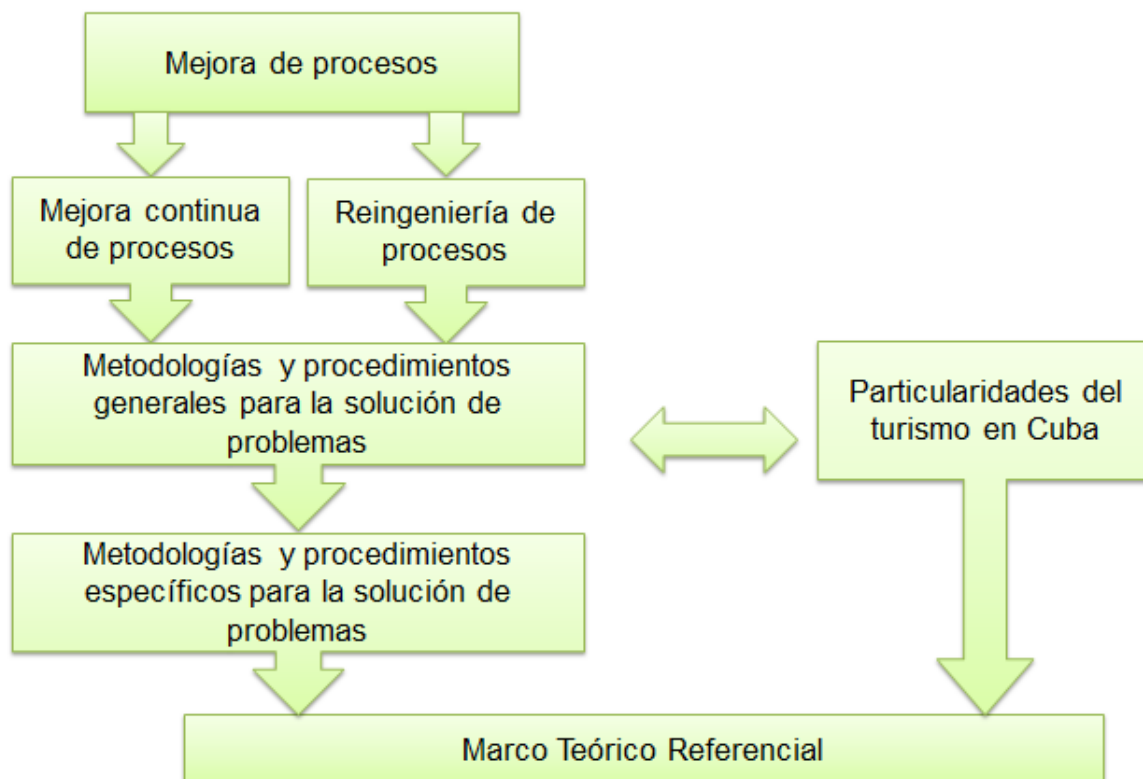 Mejora de procesos
Mejora continua
de procesos
Reingeniería de
procesos
Metodologías y procedimientos
generales para la solución de
problemas
Particularidades del
turismo en Cuba
Metodologías y procedimientos
específicos para la solución de
problemas
Marco Teórico Referencial